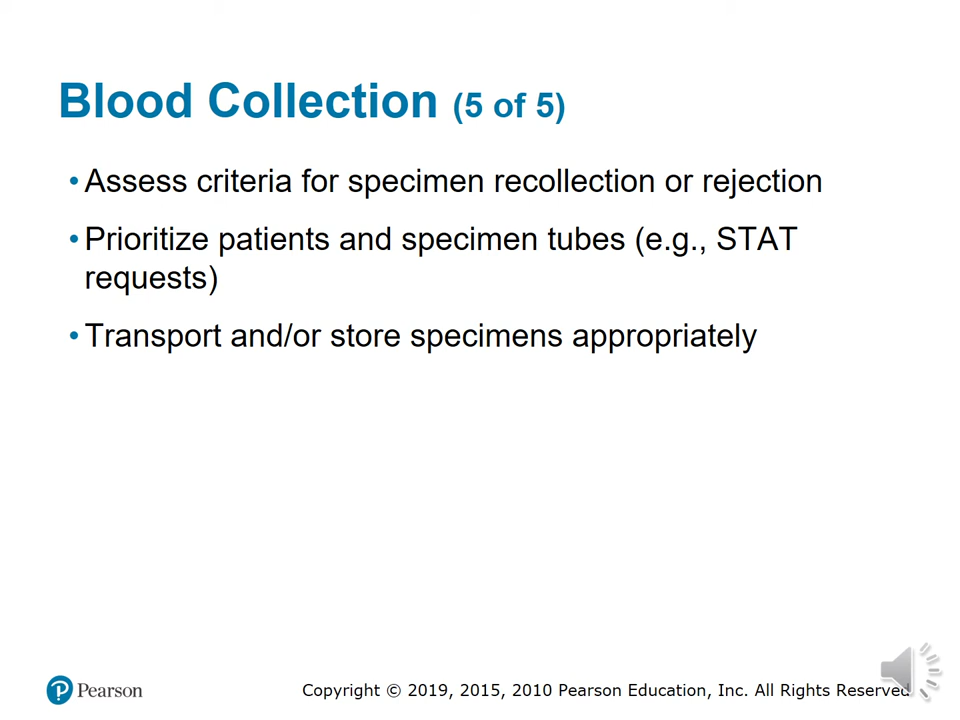 Blood Collection (5 of 5)
• Assess criteria for specimen recollection or rejection
• Prioritize patients and specimen tubes (e.g., STAT
requests)
• Transport and/or store specimens appropriately
Pearson
Copyright © 2019, 2015, 2010 Pearson Education, Inc. All Rights Reserved